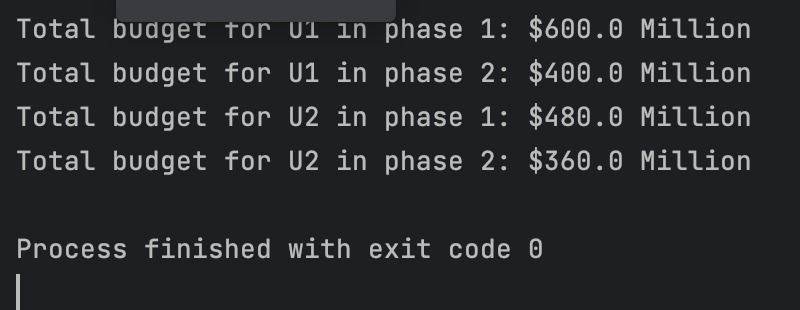 Total budget for U1 in phase 1: $600.0 Million
Total budget for U1 in phase 2: $400.0 Million
Total budget for U2 in phase 1: $480.0 Million
Total budget for U2 in phase 2: $360.0 Million
Process finished with exit code 0